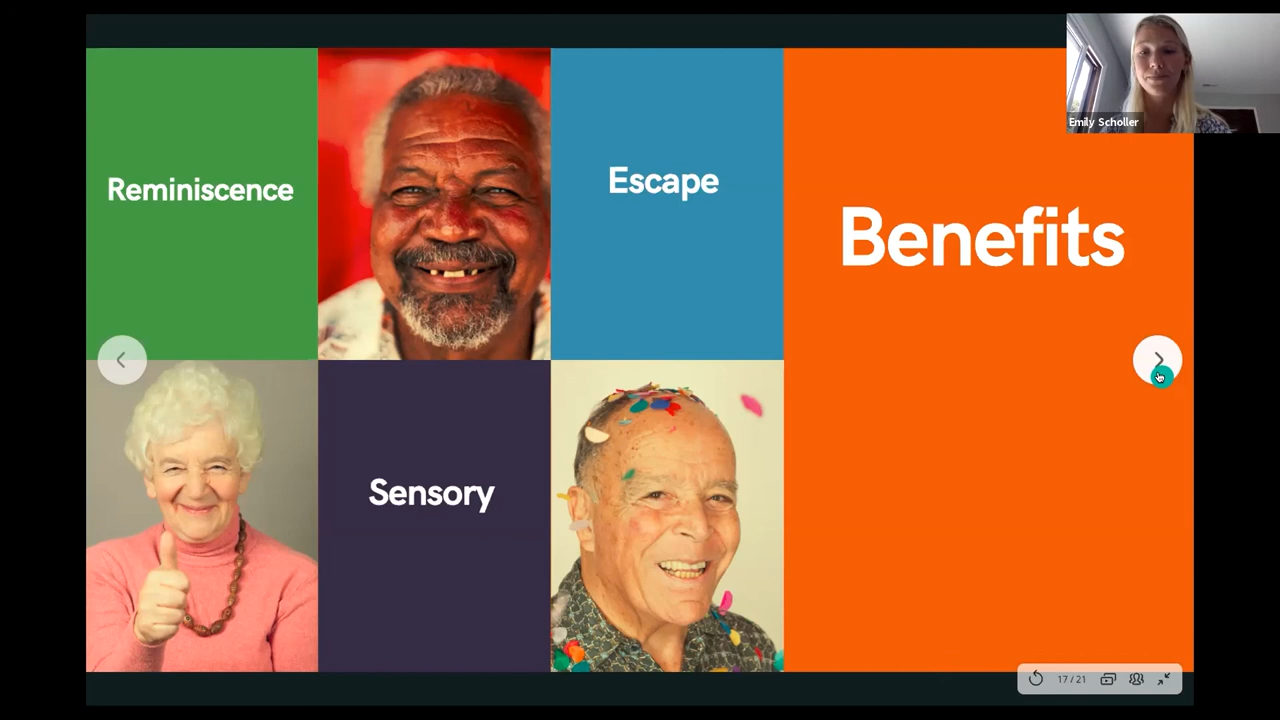 Reminiscence
Escape
Benefits
Sensory
Emily Scholler
17 / 21